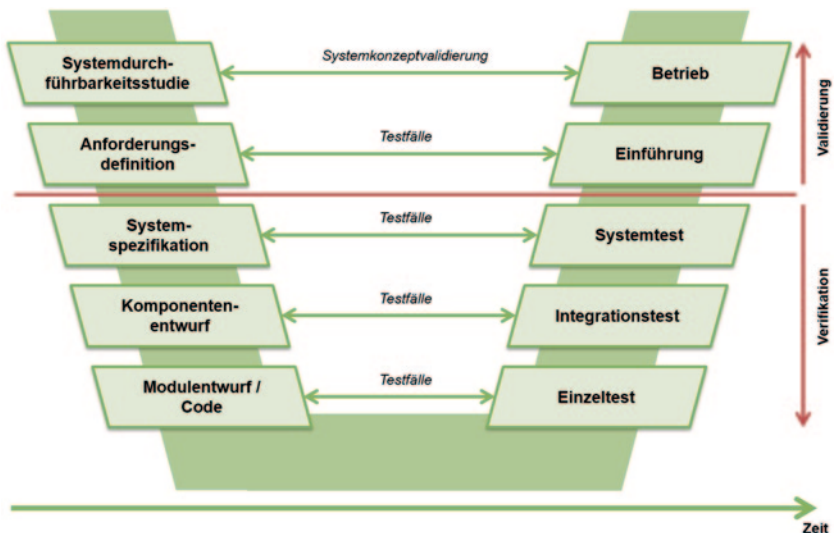 Systemdurch-
führbarkeitsstudie
Systemkonzeptvalidierung
Betrieb
Anforderungs-
definition
Testfälle
Einführung
Validierung
System-
spezifikation
Testfälle
Systemtest
Komponenten-
entwurf
Testfälle
Integrationstest
Verifikation
Modulentwurf /
Code
Testfälle
Einzeltest
Zeit